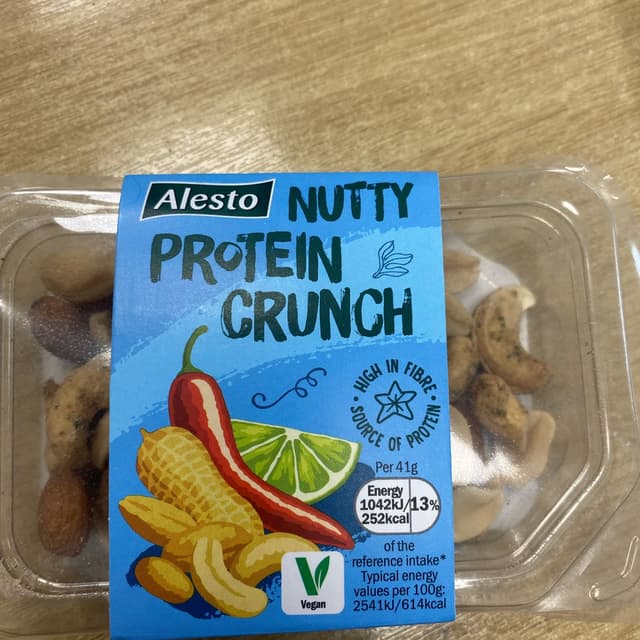 Alesto NUTTY
PROTEIN
CRUNCH
• HIGH IN FIBRE •
SOURCE OF PROTEIN
Per 41g
Energy
1042kJ/
252kcal
13%
of the
reference intake*
Typical energy
values per 100g:
2541kJ/614kcal
V
Vegan